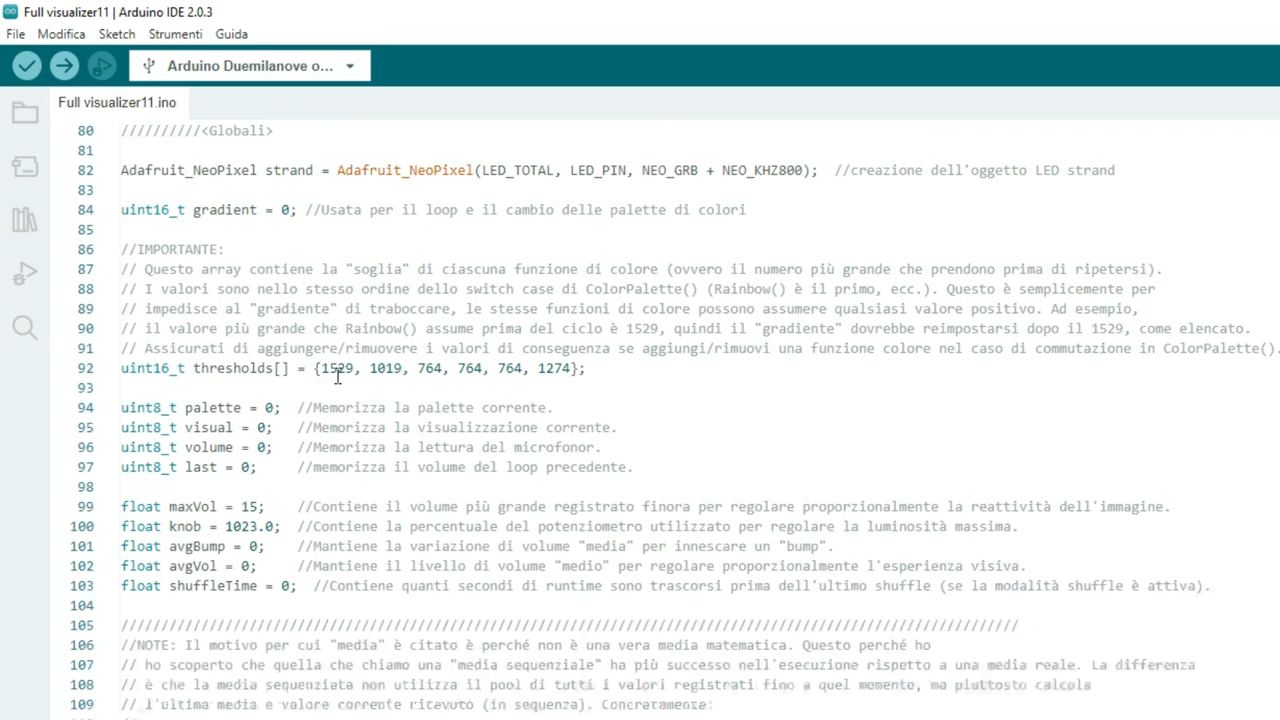 Full visualizer11 | Arduino IDE 2.0.3
File Modifica Sketch Strumenti Guida
Arduino Duemilanove o...
Full visualizer11.ino
80 //////////<Globali>
81
82 Adafruit_NeoPixel strand = Adafruit_NeoPixel(LED_TOTAL, LED_PIN, NEO_GRB + NEO_KHZ800); //creazione dell'oggetto LED strand
83
84 uint16_t gradient = 0; //Usata per il loop e il cambio delle palette di colori
85
86 //IMPORTANTE:
87 // Questo array contiene la "soglia" di ciascuna funzione di colore (ovvero il numero più grande che prendono prima di ripetersi).
88 // I valori sono nello stesso ordine dello switch case di ColorPalette() (Rainbow() è il primo, ecc.). Questo è semplicemente per
89 // impedisce al "gradiente" di traboccare, le stesse funzioni di colore possono assumere qualsiasi valore positivo. Ad esempio,
90 // il valore più grande che Rainbow() assume prima del ciclo è 1529, quindi il "gradiente" dovrebbe reimpostarsi dopo il 1529, come elencato.
91 // Assicurati di aggiungere/rimuovere i valori di conseguenza se aggiungi/rimuovi una funzione colore nel caso di commutazione in ColorPalette().
92 uint16_t thresholds[] = {1529, 1019, 764, 764, 764, 1274};
93
94 uint8_t palette = 0; //Memorizza la palette corrente.
95 uint8_t visual = 0; //Memorizza la visualizzazione corrente.
96 uint8_t volume = 0; //Memorizza la lettura del microfonor.
97 uint8_t last = 0; //memorizza il volume del loop precedente.
98
99 float maxVol = 15; //Contiene il volume più grande registrato finora per regolare proporzionalmente la reattività dell'immagine.
100 float knob = 1023.0; //Contiene la percentuale del potenziometro utilizzato per regolare la luminosità massima.
101 float avgBump = 0; //Mantiene la variazione di volume "media" per innescare un "bump".
102 float avgVol = 0; //Mantiene il livello di volume "medio" per regolare proporzionalmente l'esperienza visiva.
103 float shuffleTime = 0; //Contiene quanti secondi di runtime sono trascorsi prima dell'ultimo shuffle (se la modalità shuffle è attiva).
104
105 ////////////////////////////////////////////////////////////////////////////////////////////////////////////////
106 //NOTE: Il motivo per cui "media" è citato è perché non è una vera media matematica. Questo perché ho
107 // ho scoperto che quella che chiamo una "media sequenziale" ha più successo nell'esecuzione rispetto a una media reale. La differenza
108 // è che la media sequenziata non utilizza il pool di tutti i valori registrati fino a quel momento, ma piuttosto calcola
109 // l'ultima media e valore corrente ricevuto (in sequenza). Concretamente: